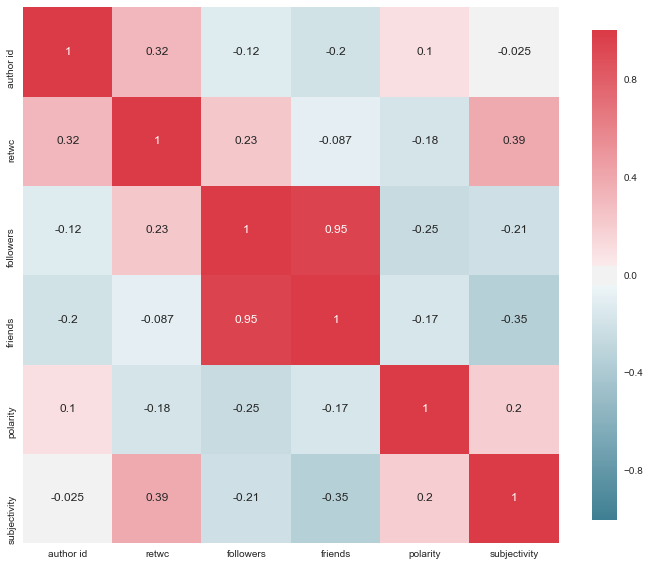 author id 1 0.32 -0.12 -0.2 0.1 -0.025
retwc 0.32 1 0.23 -0.087 -0.18 0.39
followers -0.12 0.23 1 0.95 -0.25 -0.21
friends -0.2 -0.087 0.95 1 -0.17 -0.35
polarity 0.1 -0.18 -0.25 -0.17 1 0.2
subjectivity -0.025 0.39 -0.21 -0.35 0.2 1
author id retwc followers friends polarity subjectivity
0.8
0.4
0.0
−0.4
−0.8